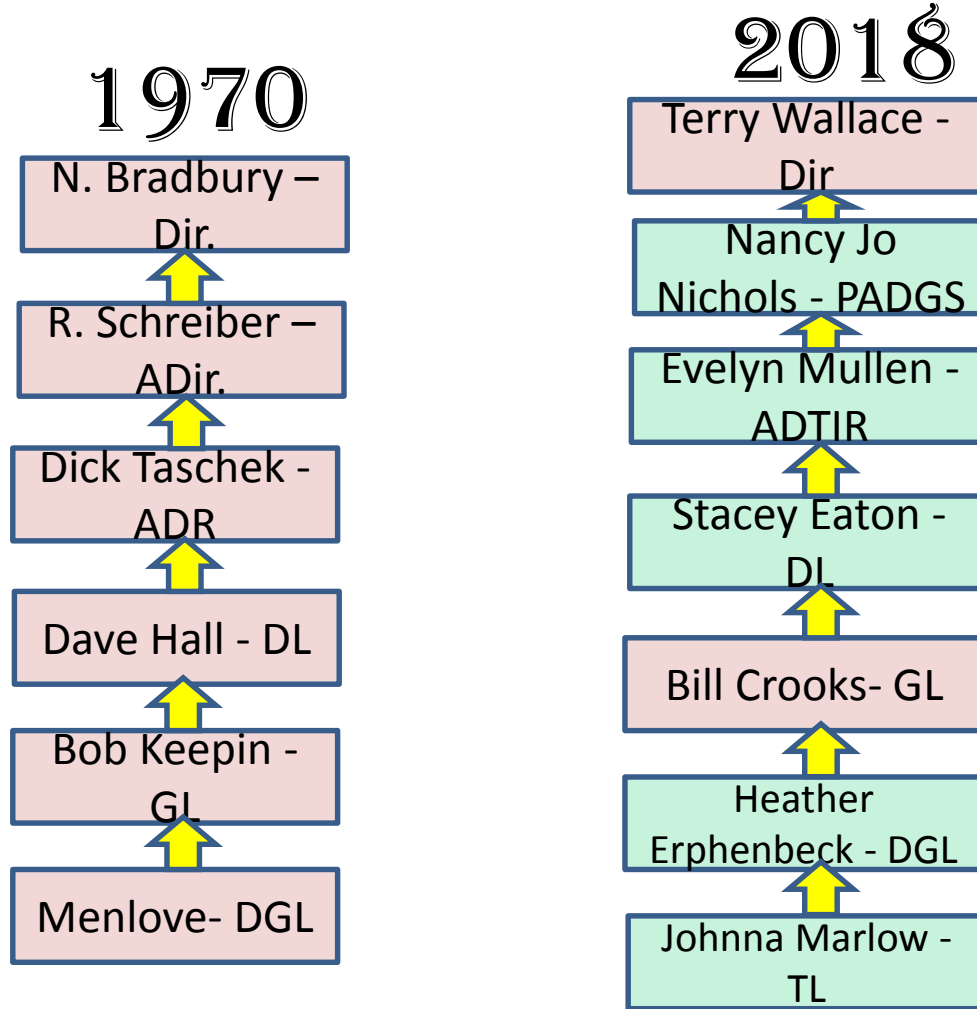 1970
N. Bradbury –
Dir.
R. Schreiber –
ADir.
Dick Taschek -
ADR
Dave Hall - DL
Bob Keepin -
GL
Menlove- DGL
2018
Terry Wallace -
Dir
Nancy Jo
Nichols - PADGS
Evelyn Mullen -
ADTIR
Stacey Eaton -
DL
Bill Crooks- GL
Heather
Erphenbeck - DGL
Johnna Marlow -
TL